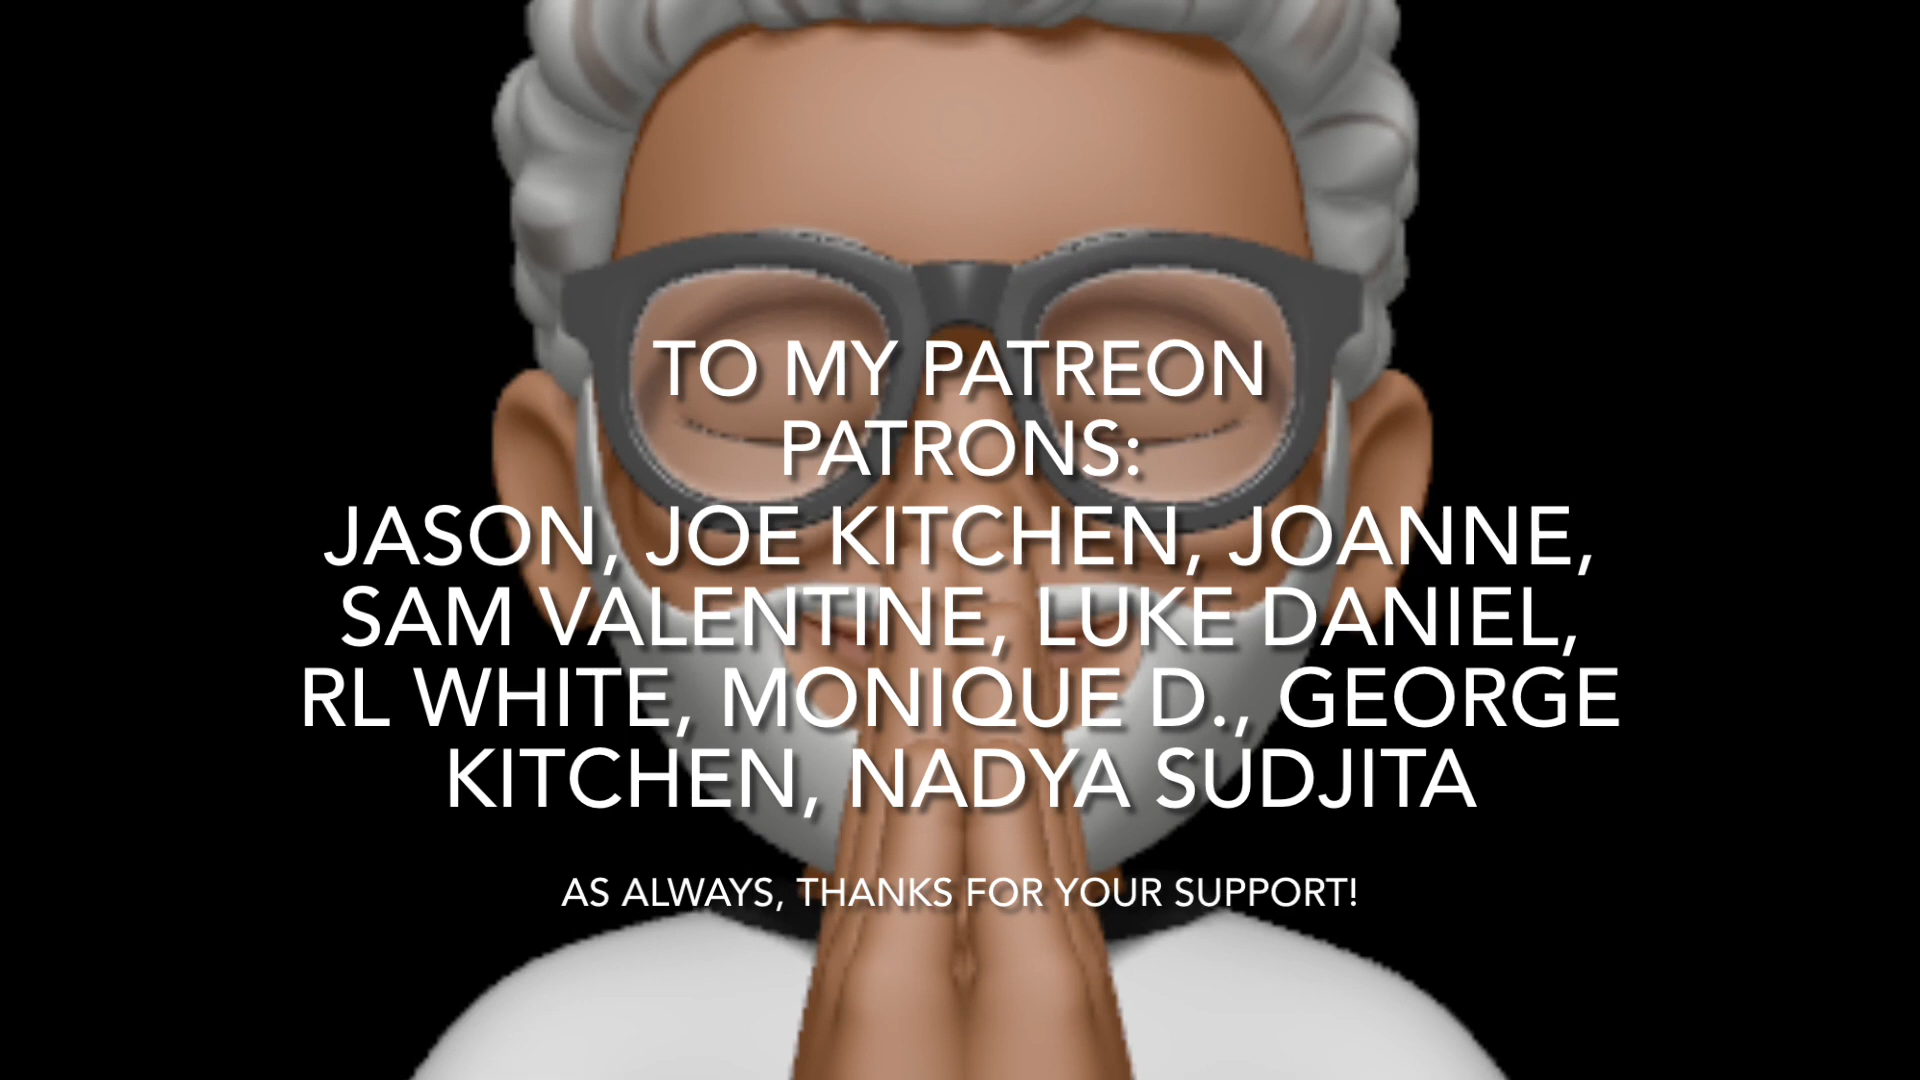 TO MY PATREON
PATRONS:
JASON, JOE KITCHEN, JOANNE,
SAM VALENTINE, LUKE DANIEL,
RL WHITE, MONIQUE D., GEORGE
KITCHEN, NADYA SUDJITA
AS ALWAYS, THANKS FOR YOUR SUPPORT!